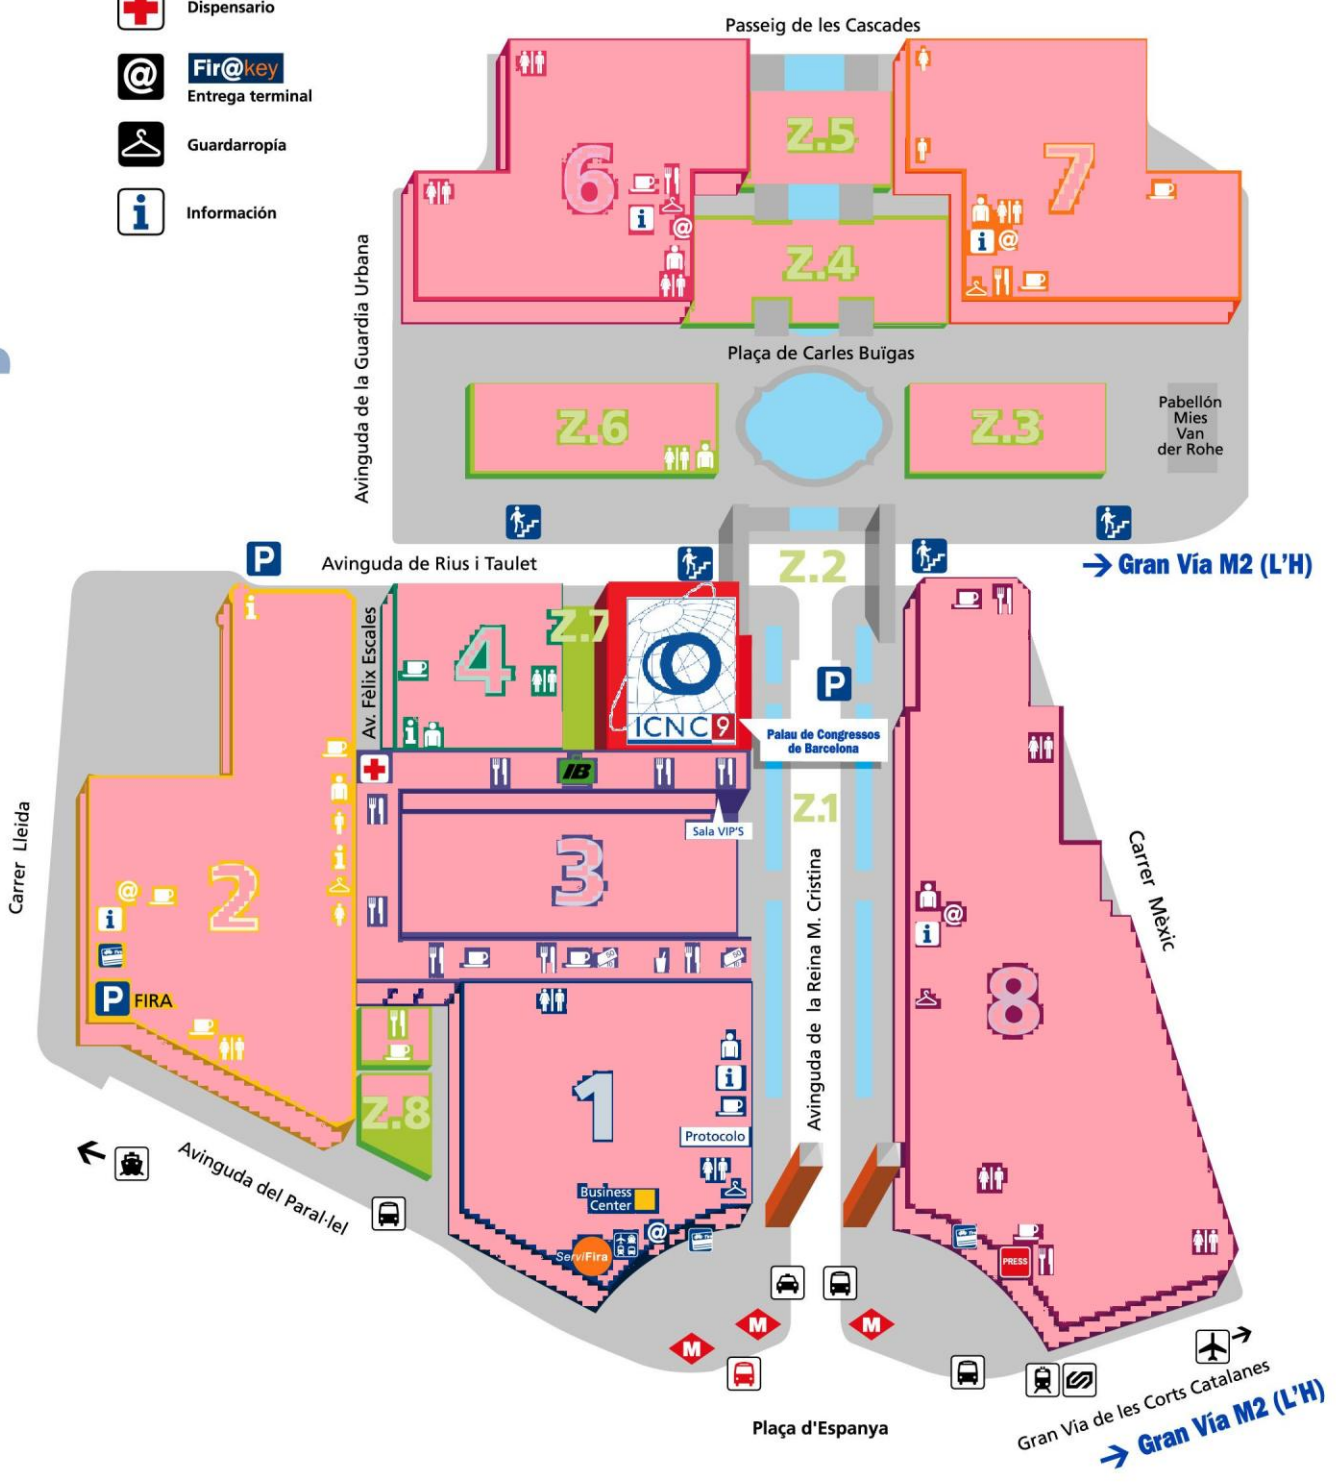 Dispensario
@
Fir@key
Entrega terminal
Guardarropía
i
Información
Passeig de les Cascades
Z.5
6
7
i
@
i
@
Z.4
Avinguda de la Guardia Urbana
Plaça de Carles Buïgas
Z.6
Z.3
Pabellón
Mies
Van
der Rohe
P
Avinguda de Rius i Taulet
Z.2
→ Gran Vía M2 (L'H)
i
Av. Fèlix Escales
4
Z.7
ICNC 9
P
Palau de Congressos
de Barcelona
i
IB
Z.1
Sala VIP'S
Carrer Lleida
2
3
i
@
i
Avinguda de la Reina M. Cristina
Carrer Mèxic
@
i
8
P FIRA
1
i
Z.8
Protocolo
Business
Center
@
ServiFira
PRESS
Avinguda del Paral·lel
M
M
M
Plaça d'Espanya
Gran Via de les Corts Catalanes
→ Gran Vía M2 (L'H)